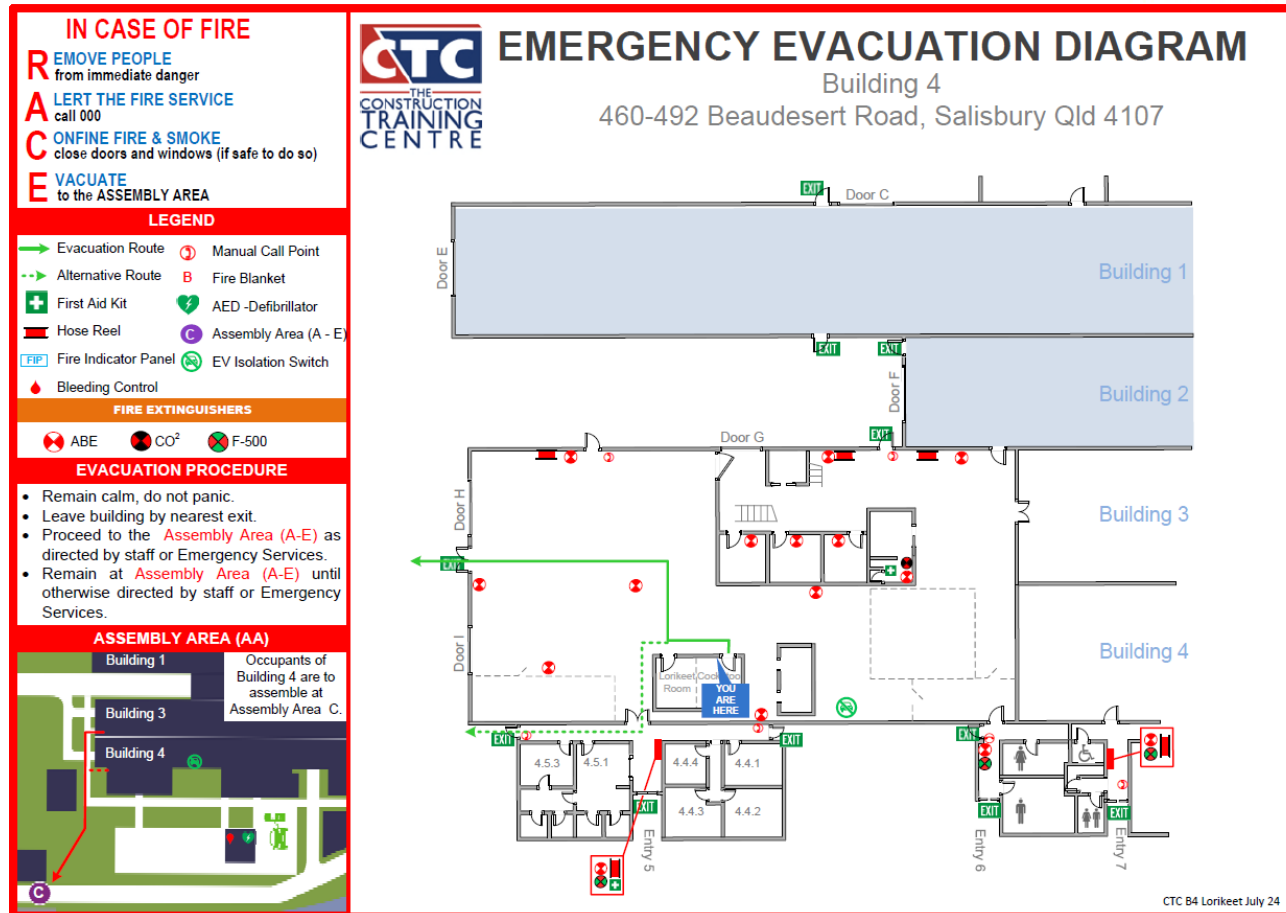 IN CASE OF FIRE
REMOVE PEOPLE
from immediate danger
ALERT THE FIRE SERVICE
call 000
CONFINE FIRE & SMOKE
close doors and windows (if safe to do so)
EVACUATE
to the ASSEMBLY AREA
LEGEND
Evacuation Route
Manual Call Point
Alternative Route
B Fire Blanket
First Aid Kit
AED -Defibrillator
Hose Reel
C Assembly Area (A - E)
FIP Fire Indicator Panel
EV Isolation Switch
Bleeding Control
FIRE EXTINGUISHERS
ABE
CO²
F-500
EVACUATION PROCEDURE
• Remain calm, do not panic.
• Leave building by nearest exit.
• Proceed to the Assembly Area (A-E) as
directed by staff or Emergency Services.
• Remain at Assembly Area (A-E) until
otherwise directed by staff or Emergency
Services.
ASSEMBLY AREA (AA)
Building 1
Occupants of
Building 4 are to
assemble at
Assembly Area C.
Building 3
Building 4
C
CTC
THE
CONSTRUCTION
TRAINING
CENTRE
EMERGENCY EVACUATION DIAGRAM
Building 4
460-492 Beaudesert Road, Salisbury Qld 4107
EXIT
Door C
Door E
Building 1
EXIT
EXIT
Door F
Building 2
EXIT
Door G
Door H
Building 3
EXIT
Door I
Building 4
Lorikeet
Room
YOU
ARE
HERE
EXIT
EXIT
EXIT
4.5.3
4.5.1
4.4.4
4.4.1
4.4.3
4.4.2
EXIT
EXIT
EXIT
Entry 5
Entry 6
Entry 7
CTC B4 Lorikeet July 24